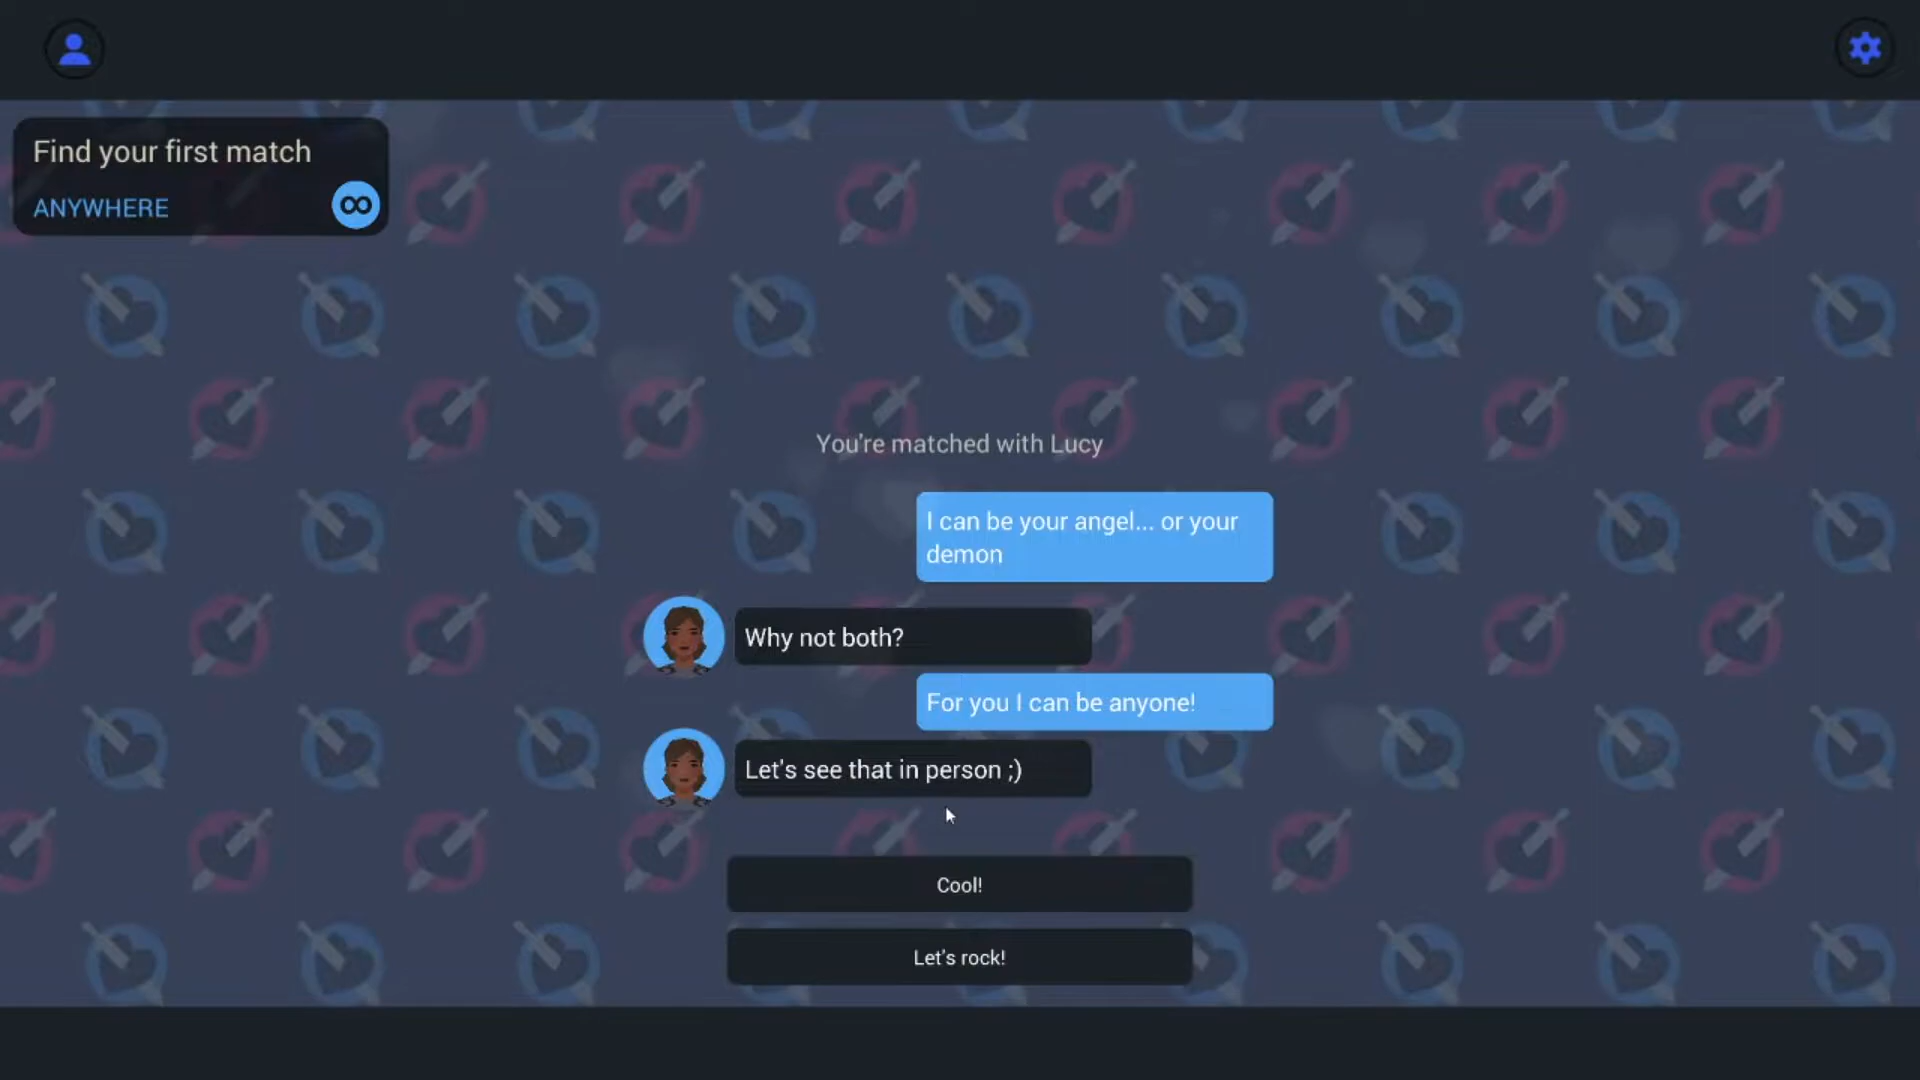 Find your first match
ANYWHERE
You're matched with Lucy
I can be your angel... or your
demon
Why not both?
For you I can be anyone!
Let's see that in person ;)
Cool!
Let's rock!